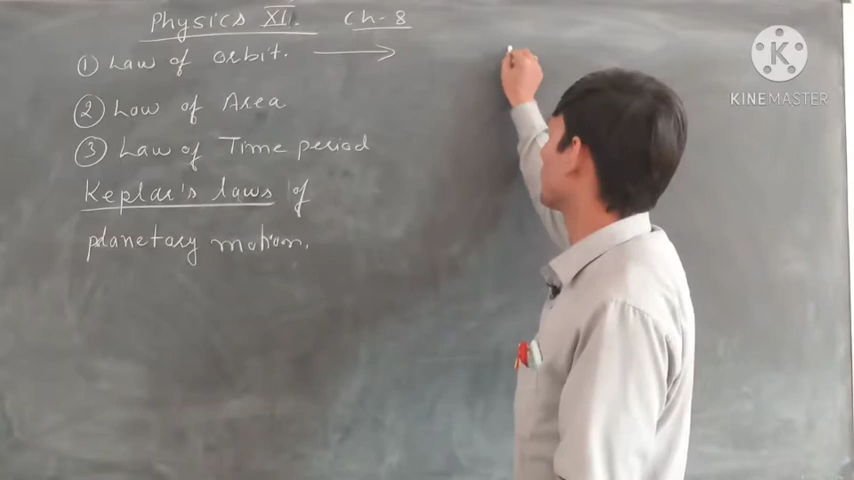 Physics XI. Ch-8
① Law of orbit. →
② Low of Area
③ Law of Time period
Keplar's laws of
planetary motion.
KINEMASTER